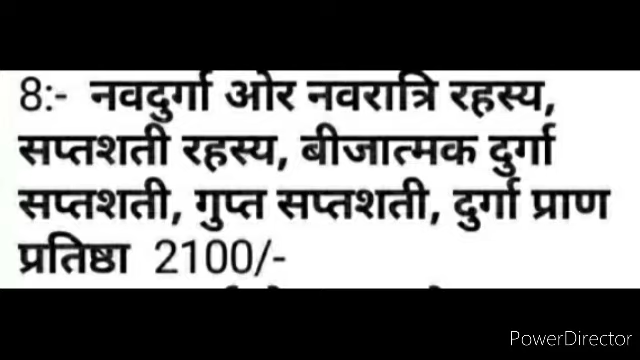 8:- नवदुर्गा ओर नवरात्रि रहस्य,
सप्तशती रहस्य, बीजात्मक दुर्गा
सप्तशती, गुप्त सप्तशती, दुर्गा प्राण
प्रतिष्ठा 2100/-
PowerDirector